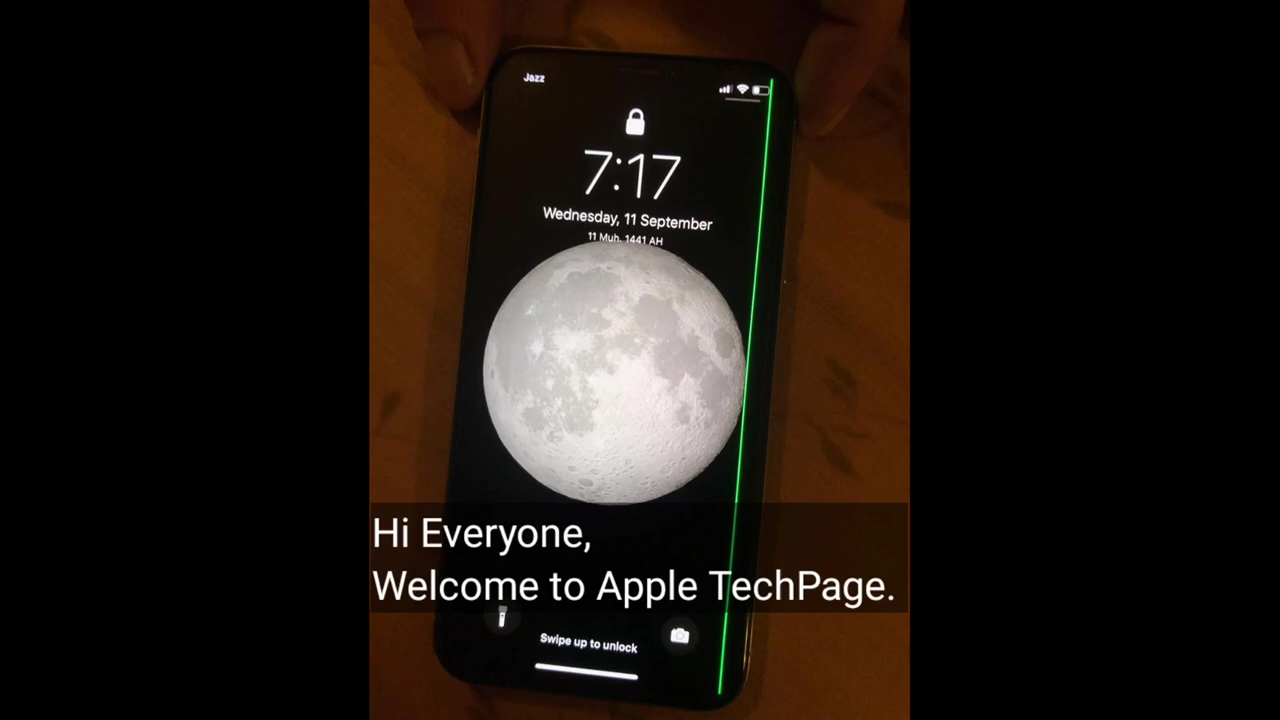 Jazz
7:17
Wednesday, 11 September
11 Muh. 1441 AH
Hi Everyone,
Welcome to Apple TechPage.
Swipe up to unlock